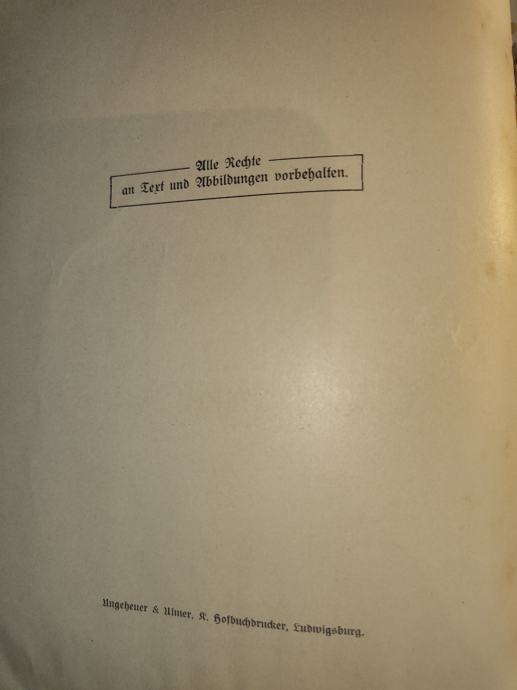 Alle Rechte
an Text und Abbildungen vorbehalten.
Ungeheuer & Ulmer, K. Hofbuchdrucker, Ludwigsburg.